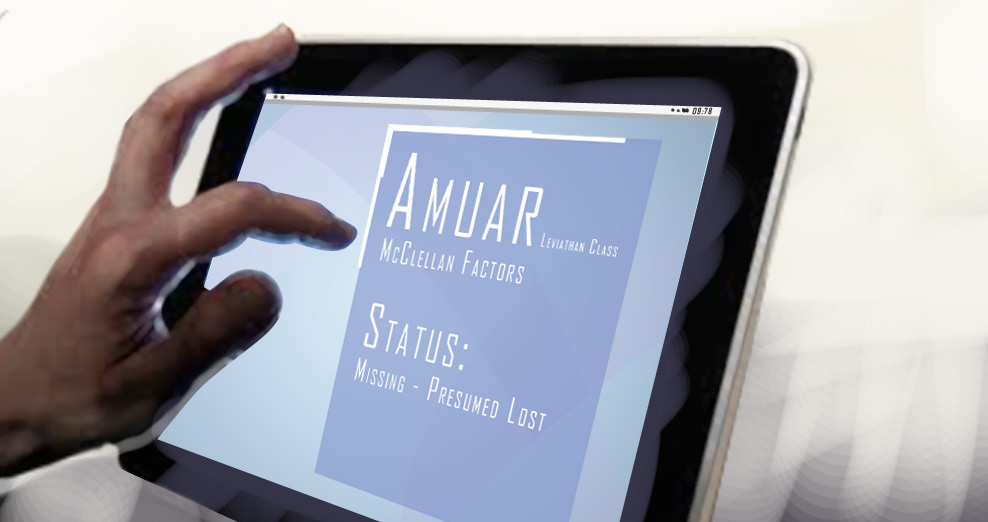 09:78
Amuar Leviathan Class
McClellan Factors
Status:
Missing - Presumed Lost